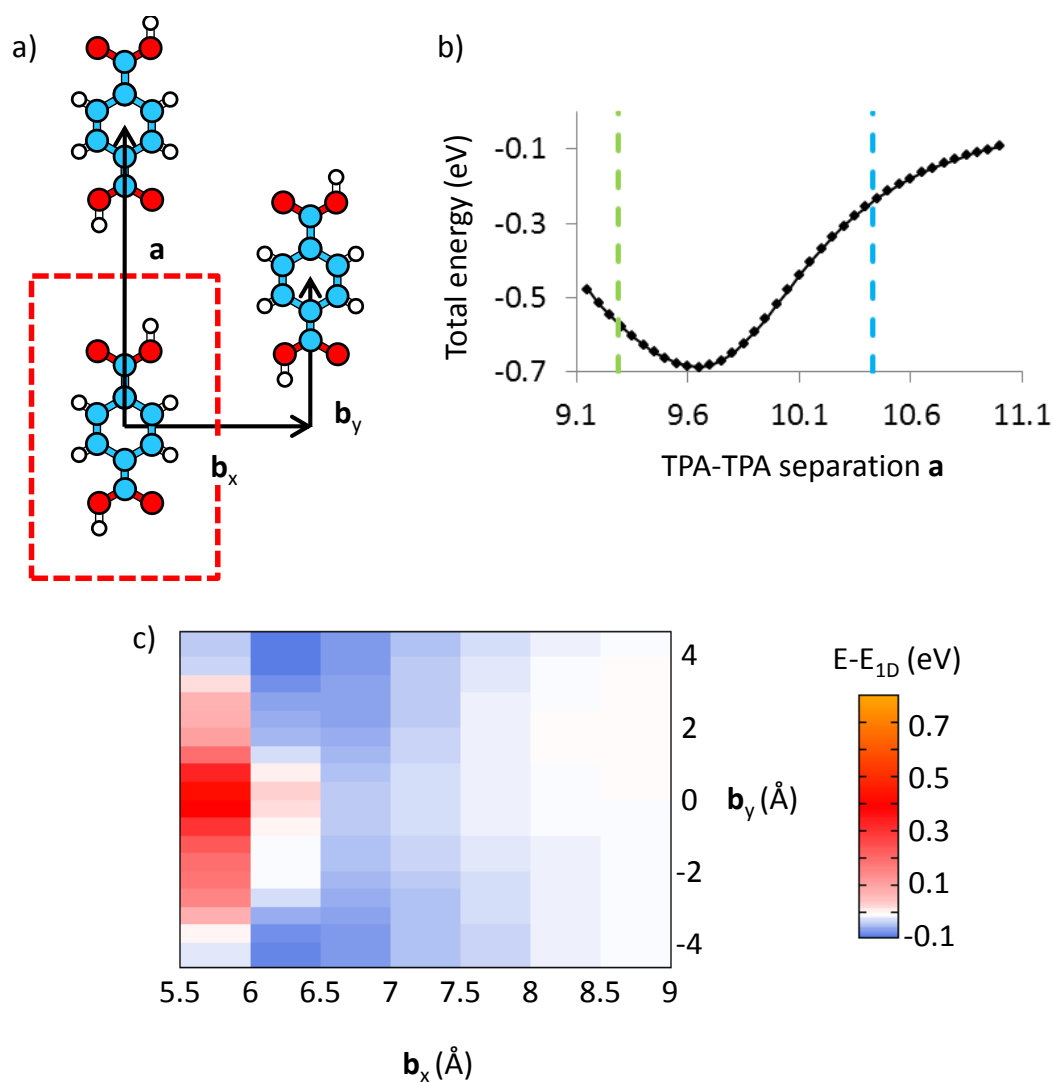 a)
a
b_x
b_y
b)
Total energy (eV)
-0.1
-0.3
-0.5
-0.7
9.1 9.6 10.1 10.6 11.1
TPA-TPA separation a
c)
4
2
0
-2
-4
b_y (Å)
5.5 6 6.5 7 7.5 8 8.5 9
b_x (Å)
E-E_1D (eV)
0.7
0.5
0.3
0.1
-0.1